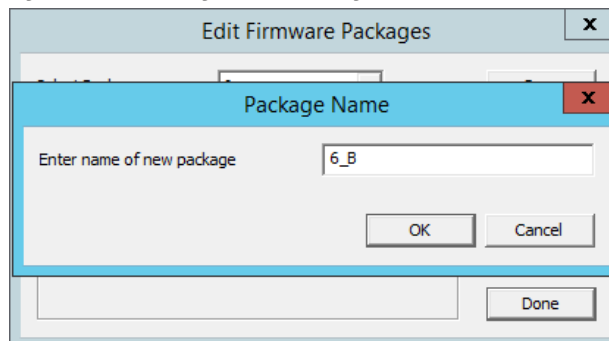 Edit Firmware Packages
x
Package Name
x
Enter name of new package
6_B
OK
Cancel
Done